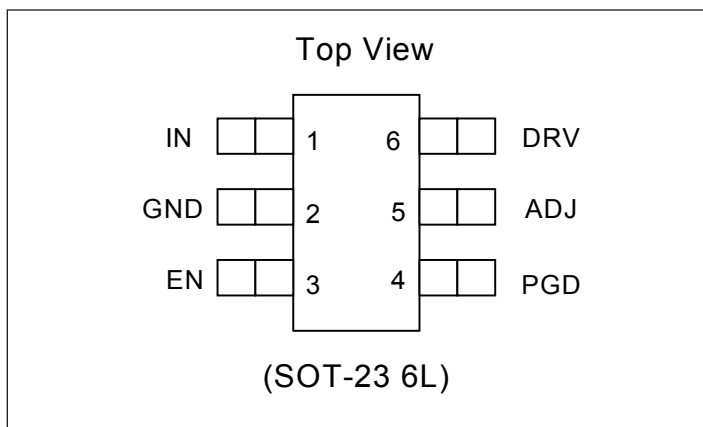 Top View
IN 1 6 DRV
GND 2 5 ADJ
EN 3 4 PGD
(SOT-23 6L)